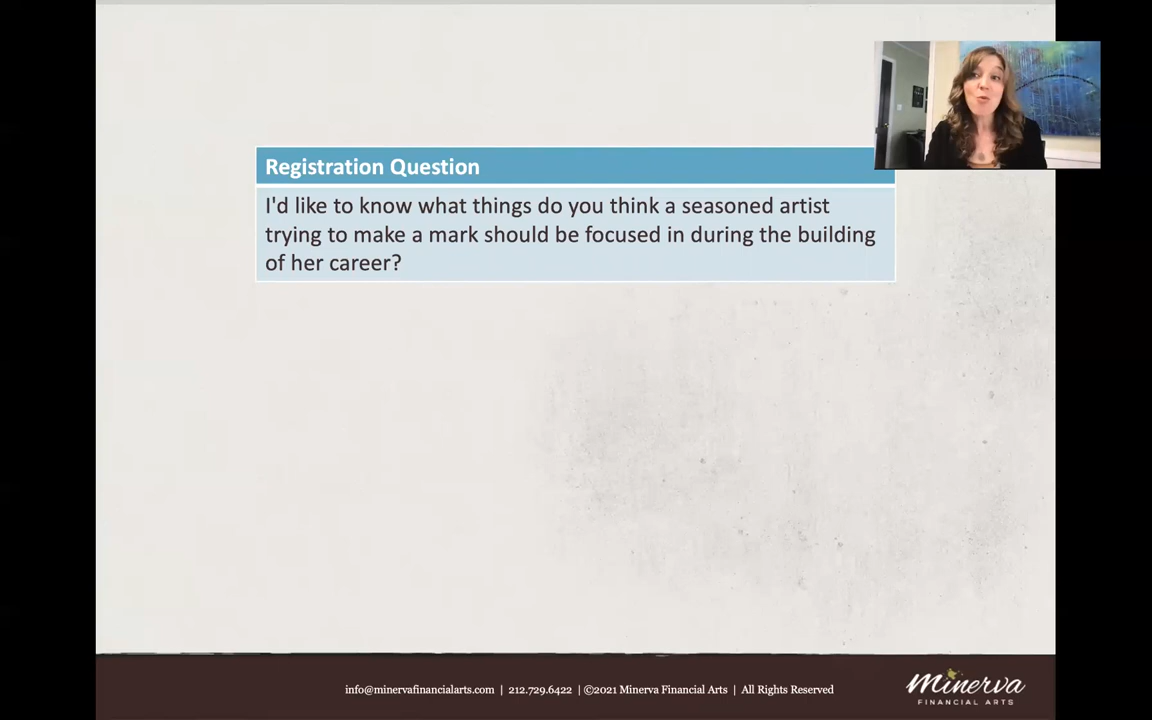 Registration Question
I'd like to know what things do you think a seasoned artist
trying to make a mark should be focused in during the building
of her career?
info@minervafinancialarts.com | 212.729.6422 | ©2021 Minerva Financial Arts | All Rights Reserved
Minerva
FINANCIAL ARTS